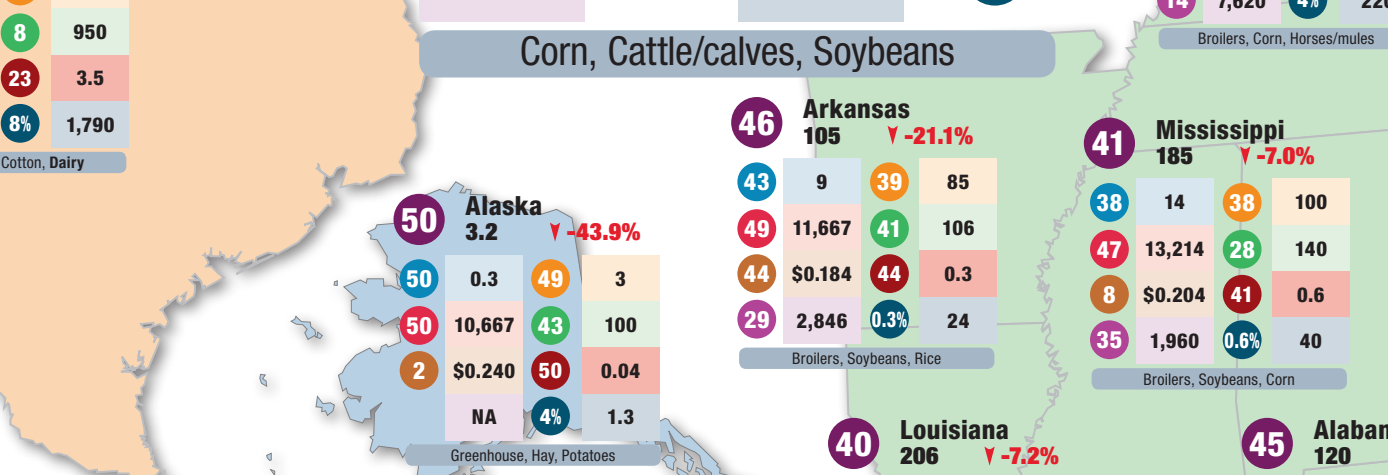 8 950
23 3.5
8% 1,790
Cotton, Dairy
Corn, Cattle/calves, Soybeans
14 7,620 4%
Broilers, Corn, Horses/mules
50 Alaska
3.2 -43.9%
50 0.3 49 3
50 10,667 43 100
2 $0.240 50 0.04
NA 4% 1.3
Greenhouse, Hay, Potatoes
46 Arkansas
105 -21.1%
43 9 39 85
49 11,667 41 106
44 $0.184 44 0.3
29 2,846 0.3% 24
Broilers, Soybeans, Rice
41 Mississippi
185 -7.0%
38 14 38 100
47 13,214 28 140
8 $0.204 41 0.6
35 1,960 0.6% 40
Broilers, Soybeans, Corn
40 Louisiana
206 -7.2%
45 Alaban
120